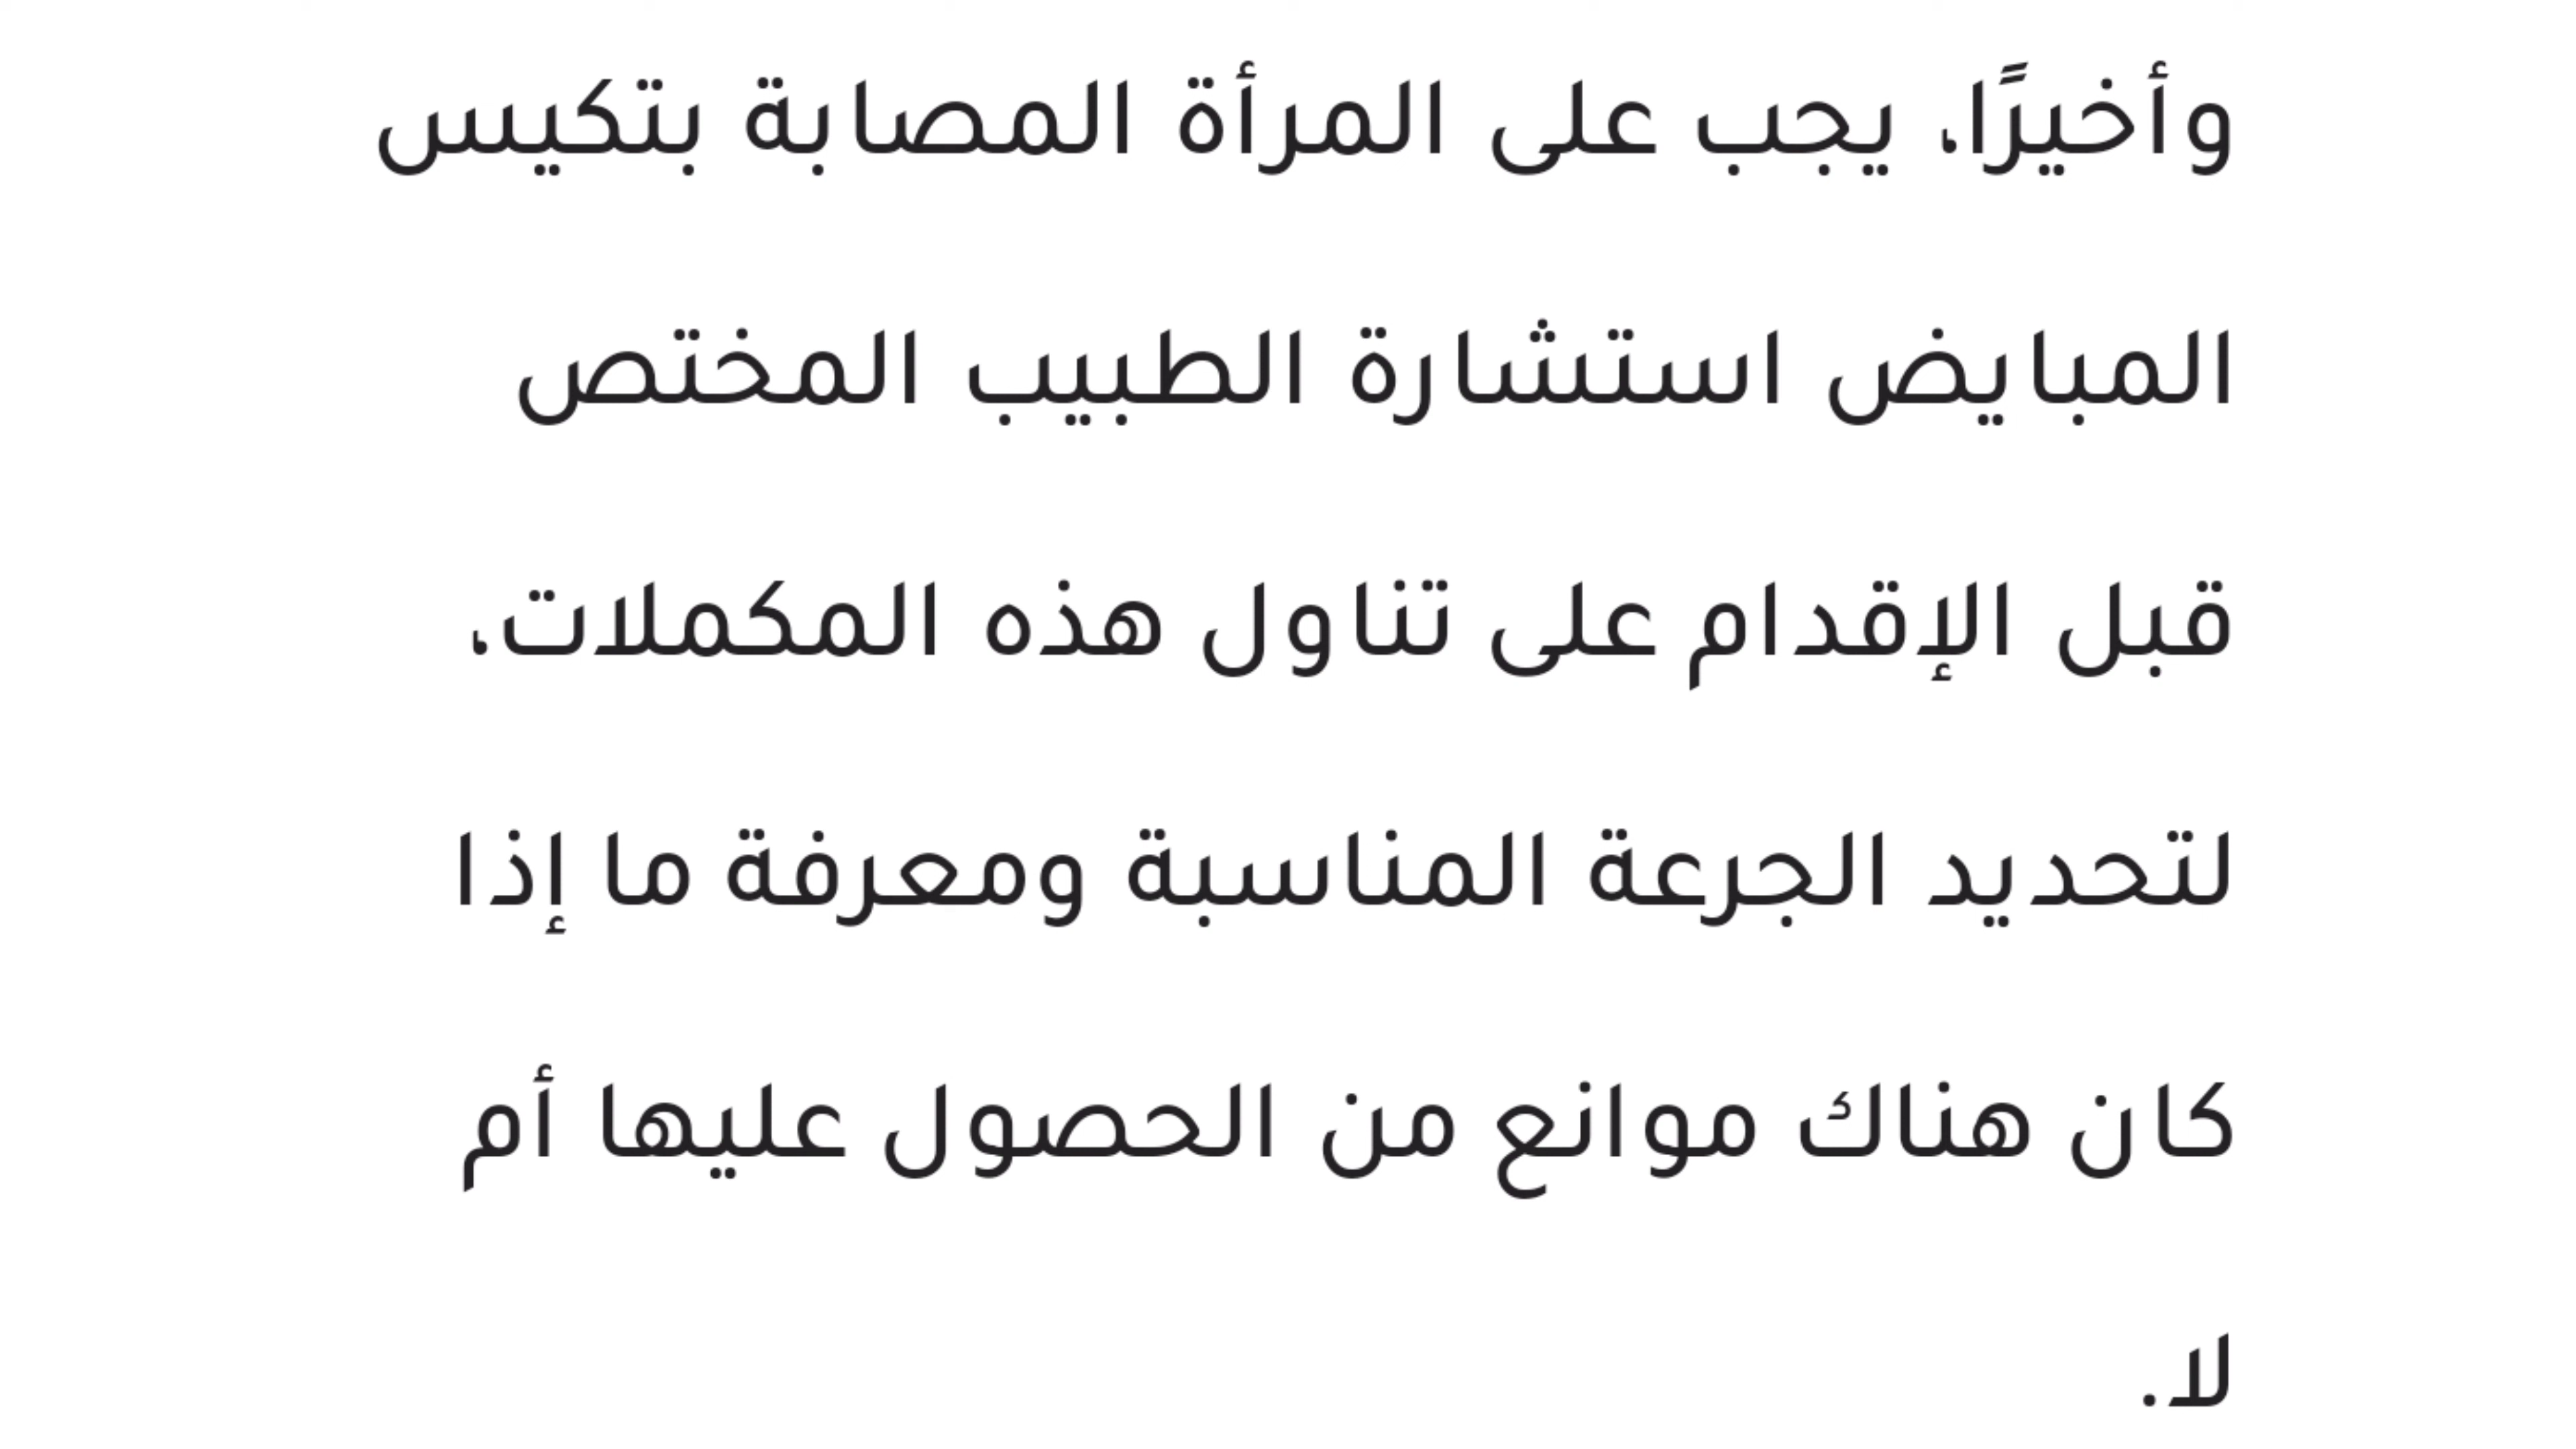 وأخيرًا، يجب على المرأة المصابة بتكيس
المبايض استشارة الطبيب المختص
قبل الإقدام على تناول هذه المكملات،
لتحديد الجرعة المناسبة ومعرفة ما إذا
كان هناك موانع من الحصول عليها أم
لا.